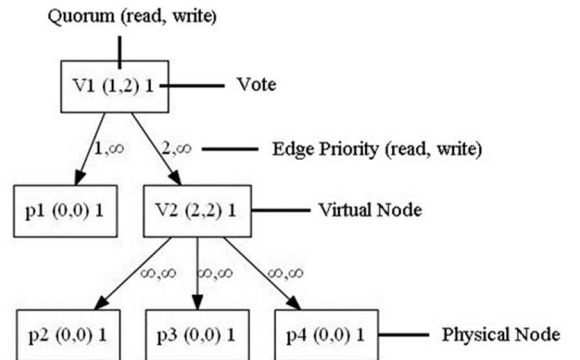 Quorum (read, write)
V1 (1,2) 1
Vote
1,∞
2,∞
Edge Priority (read, write)
p1 (0,0) 1
V2 (2,2) 1
Virtual Node
∞,∞
∞,∞
∞,∞
p2 (0,0) 1
p3 (0,0) 1
p4 (0,0) 1
Physical Node